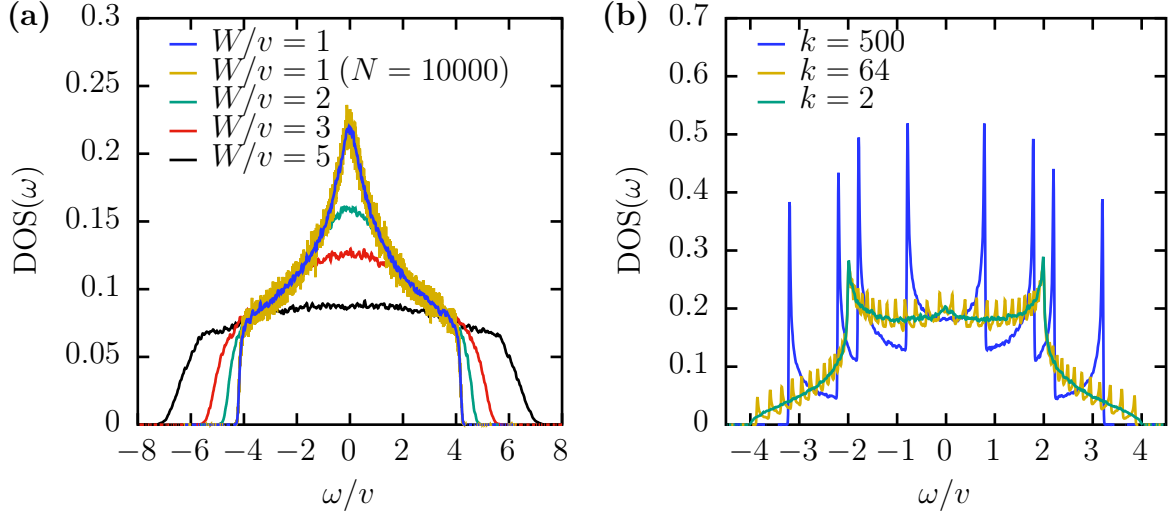 (a)
0.3
0.25
0.2
0.15
0.1
0.05
0
DOS(ω)
W/v = 1
W/v = 1 (N = 10000)
W/v = 2
W/v = 3
W/v = 5
−8 −6 −4 −2 0 2 4 6 8
ω/v
(b)
0.7
0.6
0.5
0.4
0.3
0.2
0.1
0
DOS(ω)
k = 500
k = 64
k = 2
−4 −3 −2 −1 0 1 2 3 4
ω/v